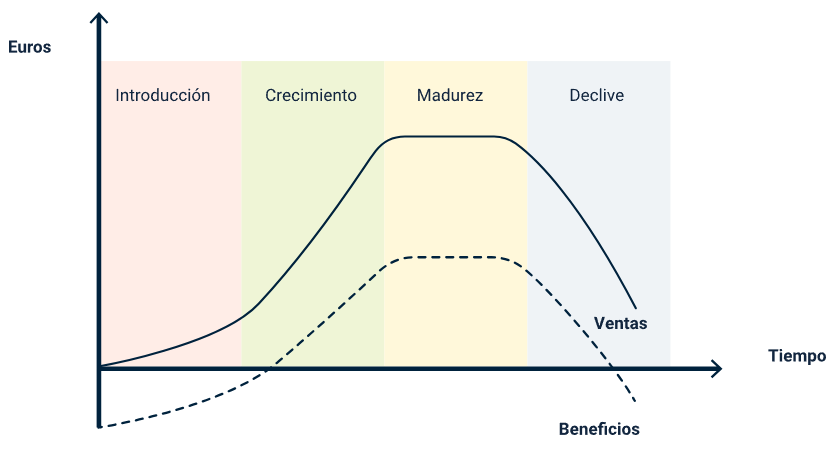 Euros
Introducción
Crecimiento
Madurez
Declive
Ventas
Tiempo
Beneficios